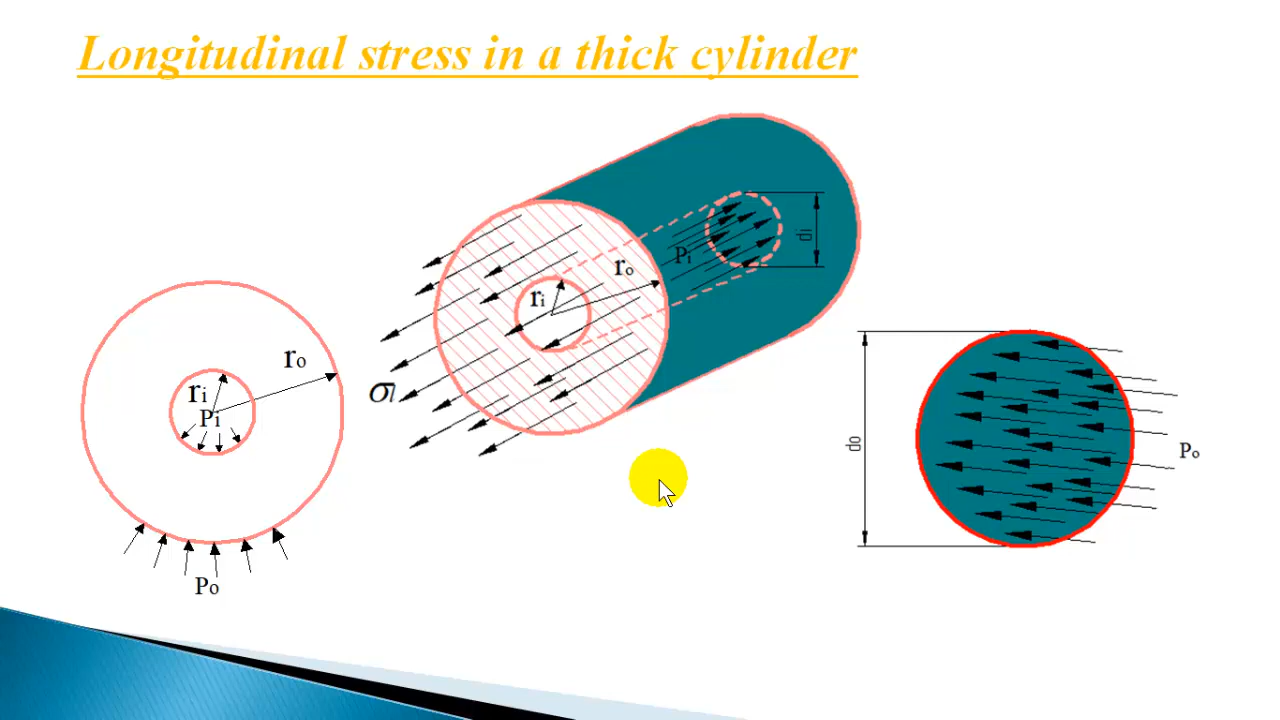 Longitudinal stress in a thick cylinder
ro
ri
Pi
Po
σl
ri
ro
Pi
di
do
Po